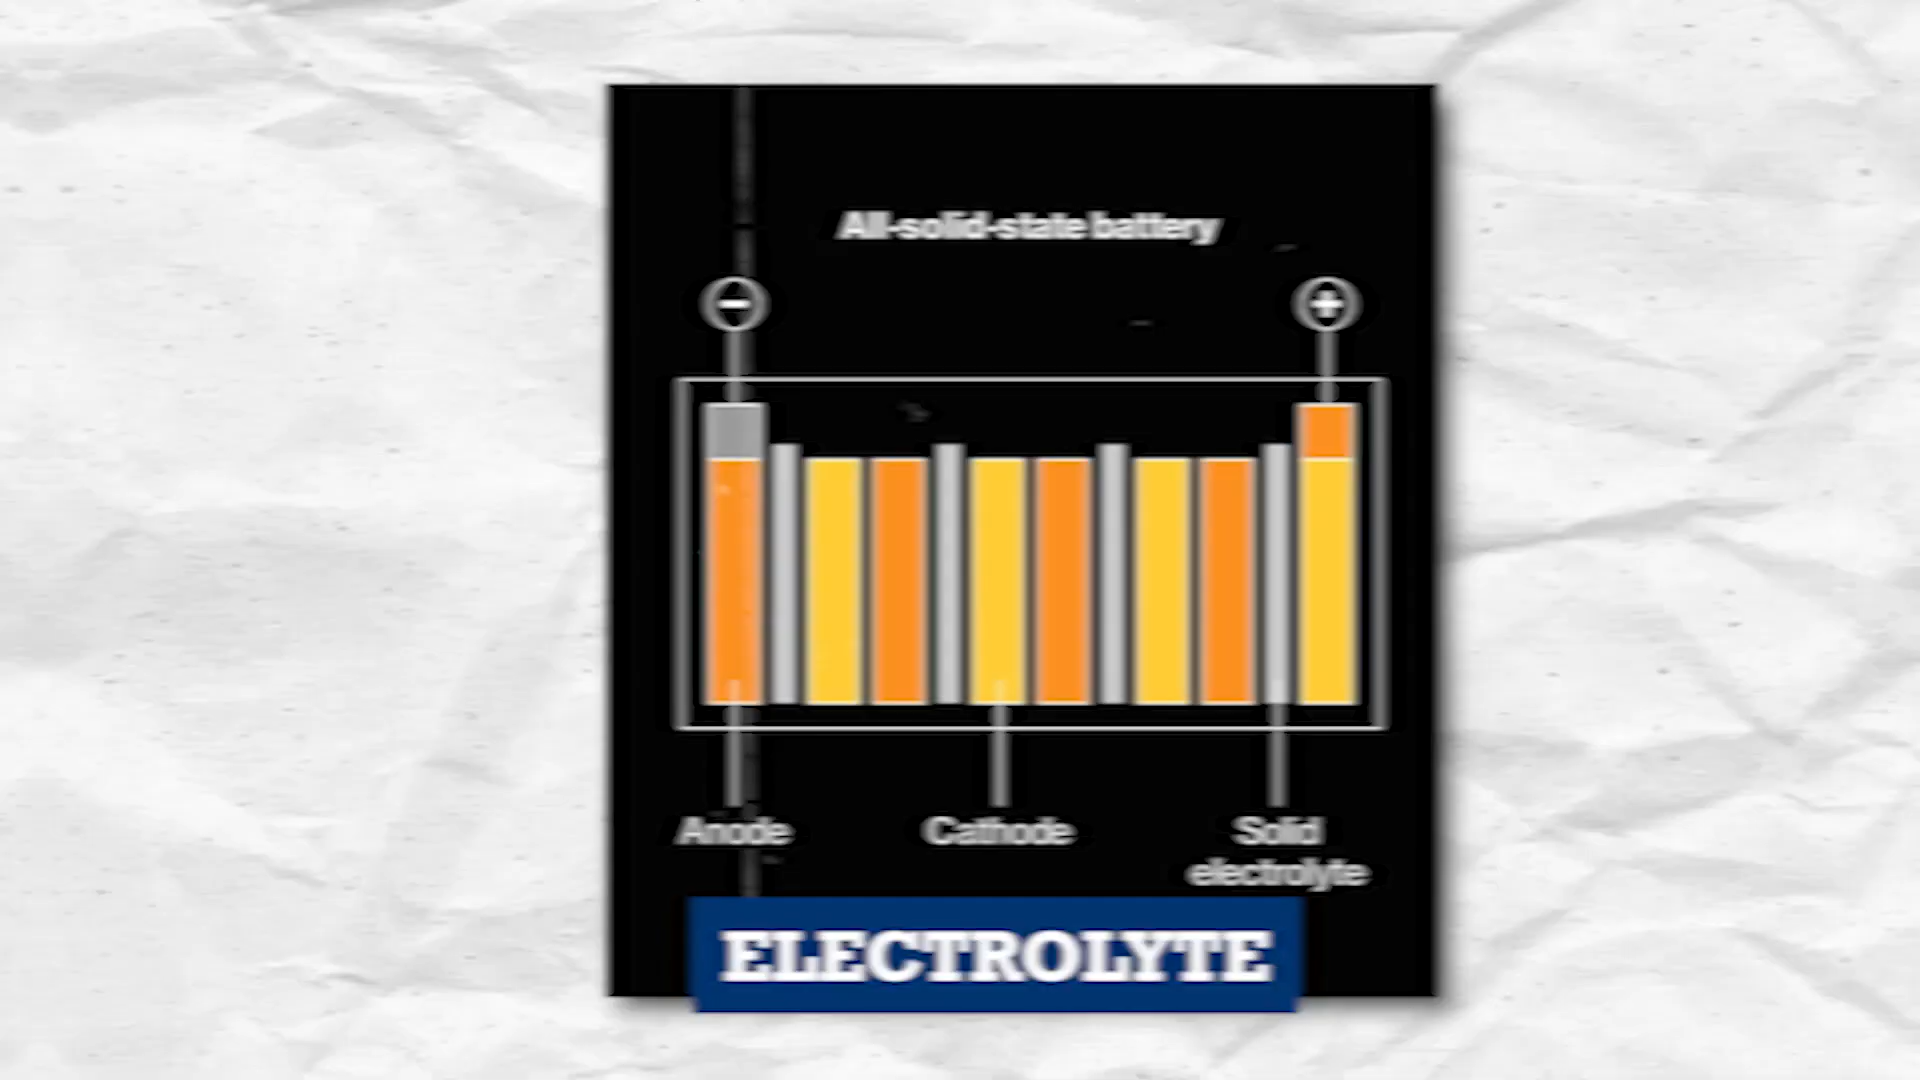 All-solid-state battery
Anode
Cathode
Solid
electrolyte
ELECTROLYTE